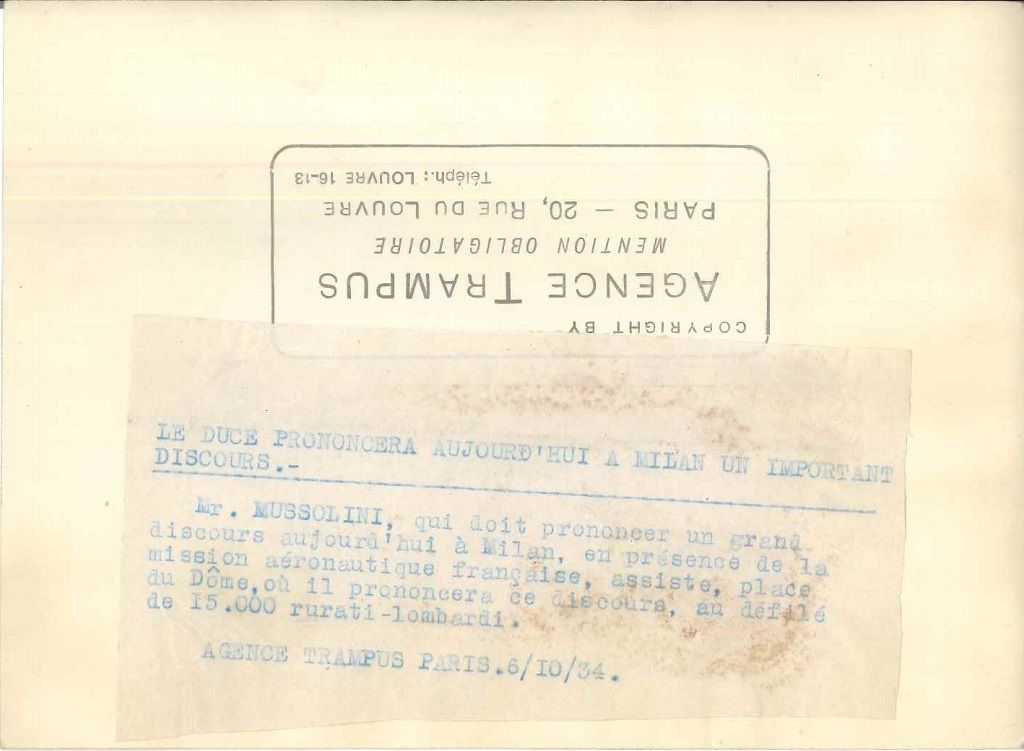 COPYRIGHT BY
AGENCE TRAMPUS
MENTION OBLIGATOIRE
PARIS — 20, RUE DU LOUVRE
Téléph.: LOUVRE 16-13
LE DUCE PRONONCERA AUJOURD'HUI A MILAN UN IMPORTANT
DISCOURS.-
Mr. MUSSOLINI, qui doit prononcer un grand
discours aujourd'hui à Milan, en présence de la
mission aéronautique française, assiste, place
du Dôme,où il prononcera ce discours, au défilé
de I5.000 rurati-lombardi.
AGENCE TRAMPUS PARIS.6/IO/34.